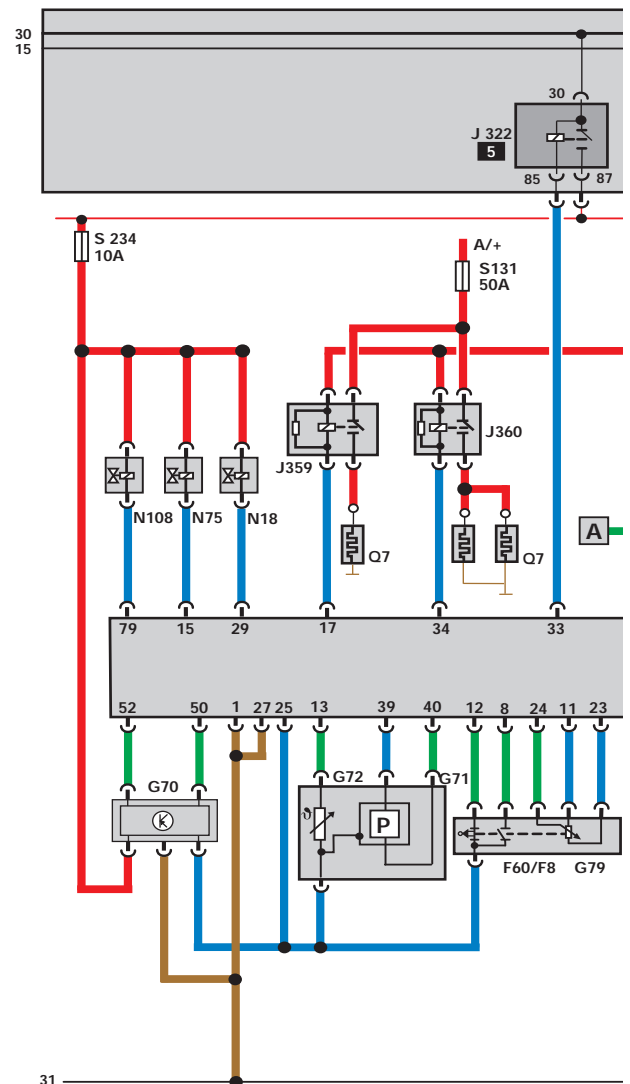 30
15
30
J 322
5
85 87
S 234
10A
A/+
S131
50A
J359
J360
N108 N75 N18
Q7
Q7
A
79 15 29 17 34 33
52 50 1 27 25 13 39 40 12 8 24 11 23
G70
G72 G71
ϑ
P
F60/F8 G79
31